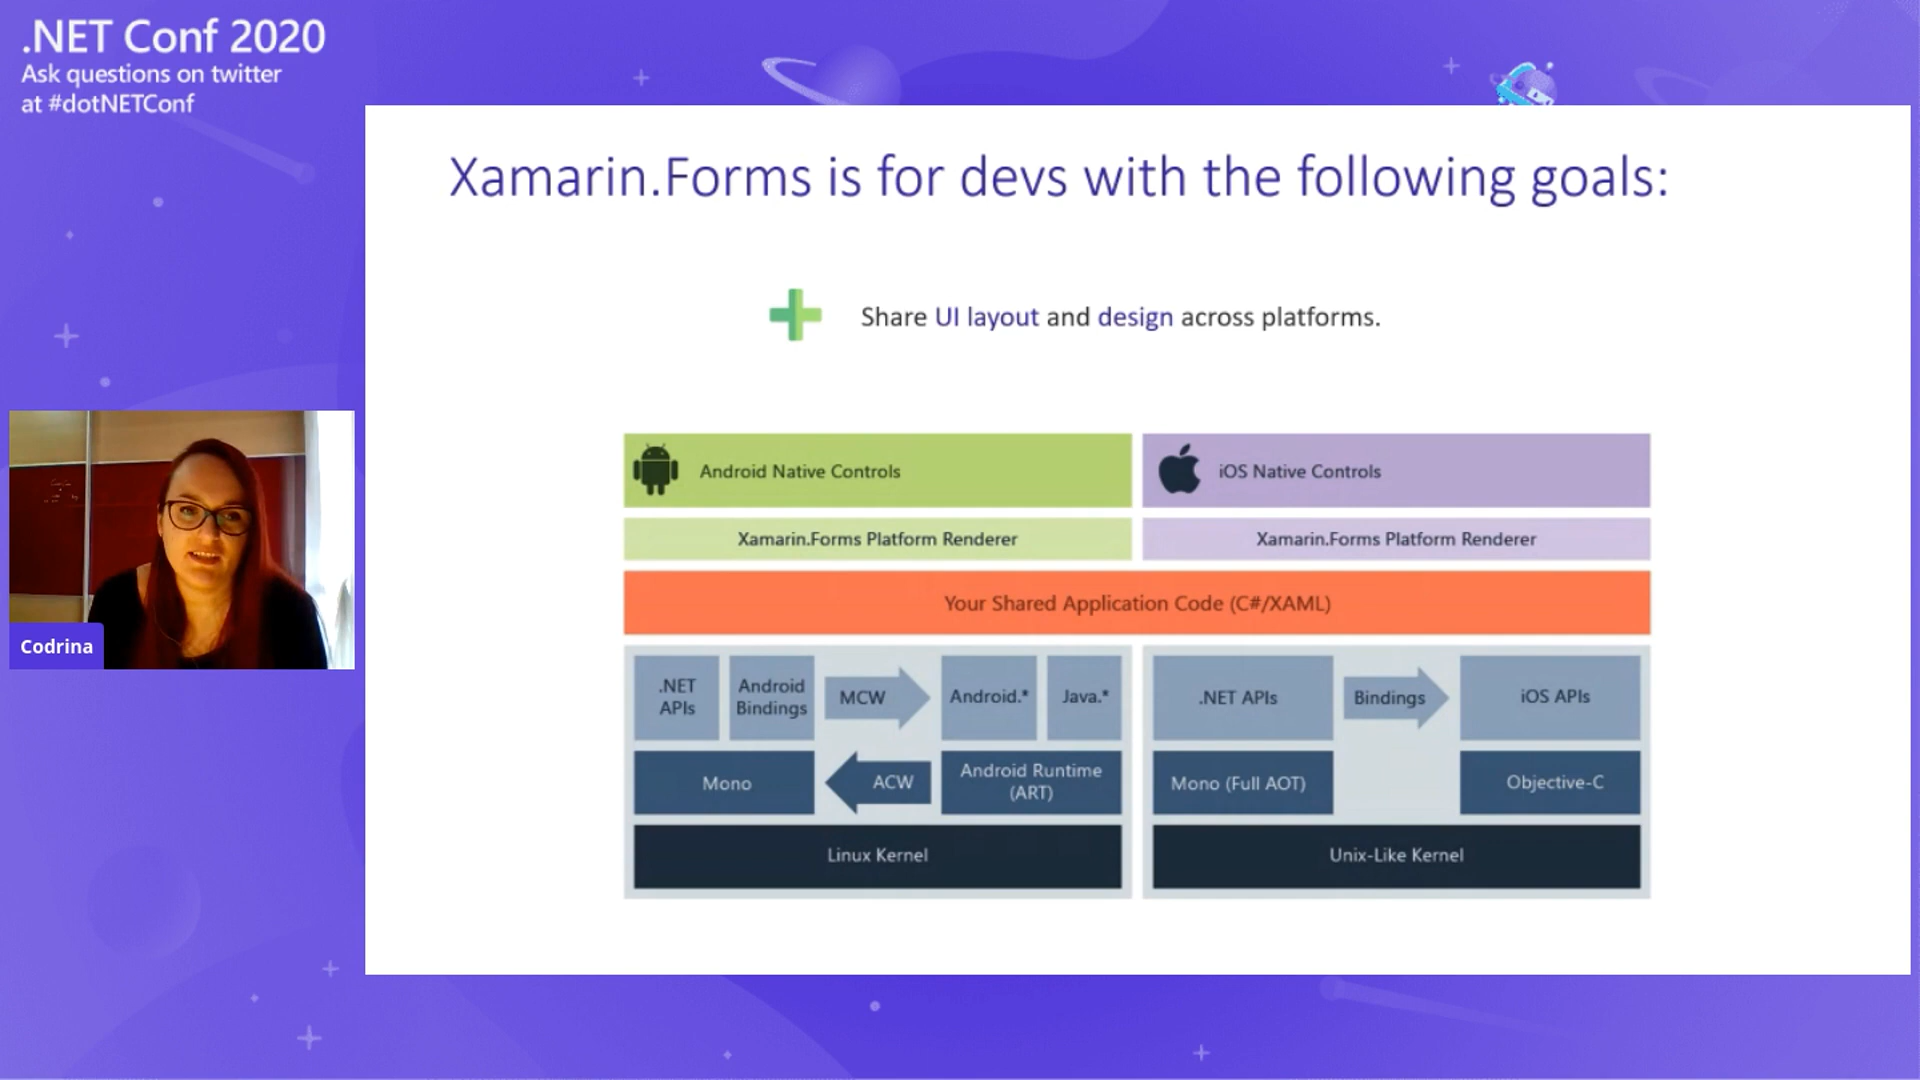 .NET Conf 2020
Ask questions on twitter
at #dotNETConf
Xamarin.Forms is for devs with the following goals:
Share UI layout and design across platforms.
Android Native Controls
iOS Native Controls
Xamarin.Forms Platform Renderer
Xamarin.Forms Platform Renderer
Your Shared Application Code (C#/XAML)
.NET
APIs
Android
Bindings
MCW
Android.*
Java.*
.NET APIs
Bindings
iOS APIs
Mono
ACW
Android Runtime
(ART)
Mono (Full AOT)
Objective-C
Linux Kernel
Unix-Like Kernel
Codrina